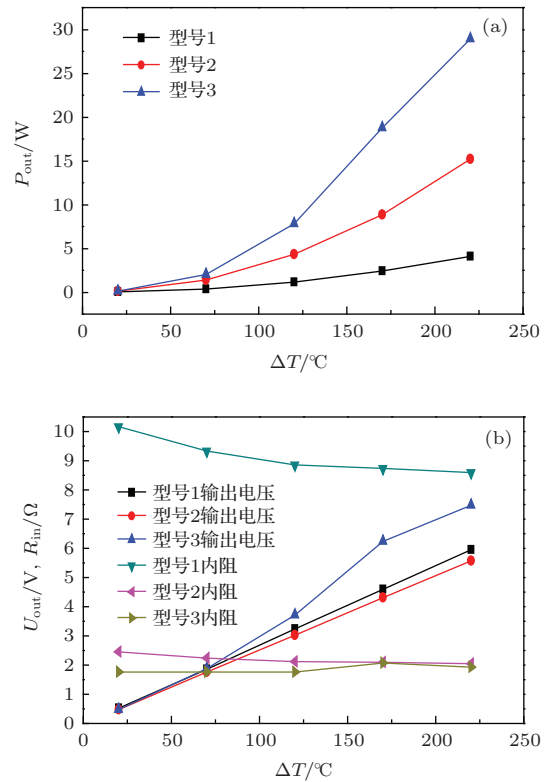 (a)
型号1
型号2
型号3
P_out/W
30
25
20
15
10
5
0
0 50 100 150 200 250
ΔT/℃
(b)
型号1输出电压
型号2输出电压
型号3输出电压
型号1内阻
型号2内阻
型号3内阻
U_out/V, R_in/Ω
10
9
8
7
6
5
4
3
2
1
0
0 50 100 150 200 250
ΔT/℃